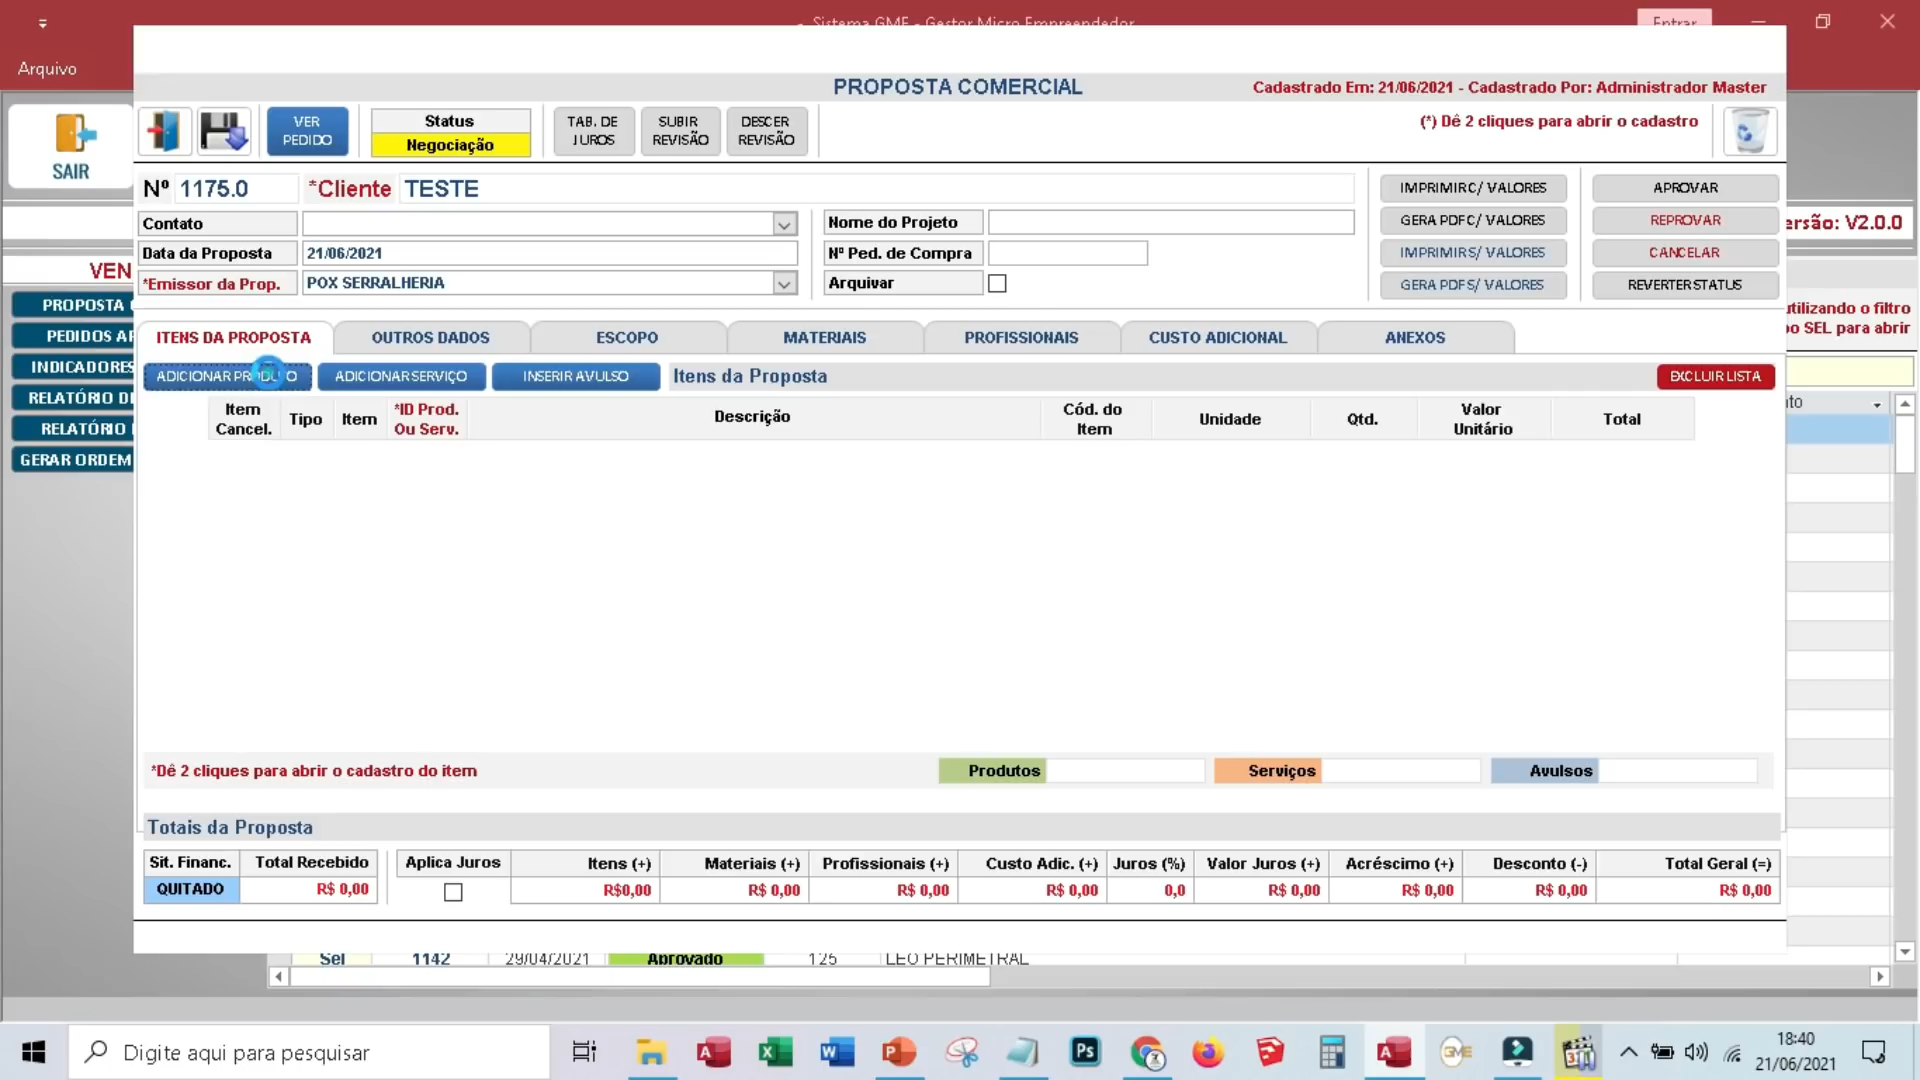 - Sistema GME - Gestor Micro Empreendedor
Entrar
Arquivo
PROPOSTA COMERCIAL
Cadastrado Em: 21/06/2021 - Cadastrado Por: Administrador Master
SAIR
VER PEDIDO
Status
Negociação
TAB. DE JUROS
SUBIR REVISÃO
DESCER REVISÃO
(*) Dê 2 cliques para abrir o cadastro
Nº 1175.0 *Cliente TESTE
Contato
Nome do Projeto
Data da Proposta 21/06/2021
Nº Ped. de Compra
*Emissor da Prop. POX SERRALHERIA
Arquivar
IMPRIMIR C/ VALORES
APROVAR
GERA PDF C/ VALORES
REPROVAR
IMPRIMIR S/ VALORES
CANCELAR
GERA PDF S/ VALORES
REVERTER STATUS
ersão: V2.0.0
VEN
PROPOSTA
PEDIDOS AP
INDICADORES
RELATÓRIO D
RELATÓRIO
GERAR ORDEM
utilizando o filtro
o SEL para abrir
ITENS DA PROPOSTA
OUTROS DADOS
ESCOPO
MATERIAIS
PROFISSIONAIS
CUSTO ADICIONAL
ANEXOS
ADICIONAR PRODUTO
ADICIONAR SERVIÇO
INSERIR AVULSO
Itens da Proposta
EXCLUIR LISTA
Item Cancel.
Tipo
Item
*ID Prod. Ou Serv.
Descrição
Cód. do Item
Unidade
Qtd.
Valor Unitário
Total
*Dê 2 cliques para abrir o cadastro do item
Produtos
Serviços
Avulsos
Totais da Proposta
Sit. Financ. Total Recebido Aplica Juros Itens (+) Materiais (+) Profissionais (+) Custo Adic. (+) Juros (%) Valor Juros (+) Acréscimo (+) Desconto (-) Total Geral (=)
QUITADO R$ 0,00 R$0,00 R$ 0,00 R$ 0,00 R$ 0,00 0,0 R$ 0,00 R$ 0,00 R$ 0,00 R$ 0,00
Sel 1142 29/04/2021 Aprovado 125 LEO PERIMETRAL
Digite aqui para pesquisar
18:40
21/06/2021